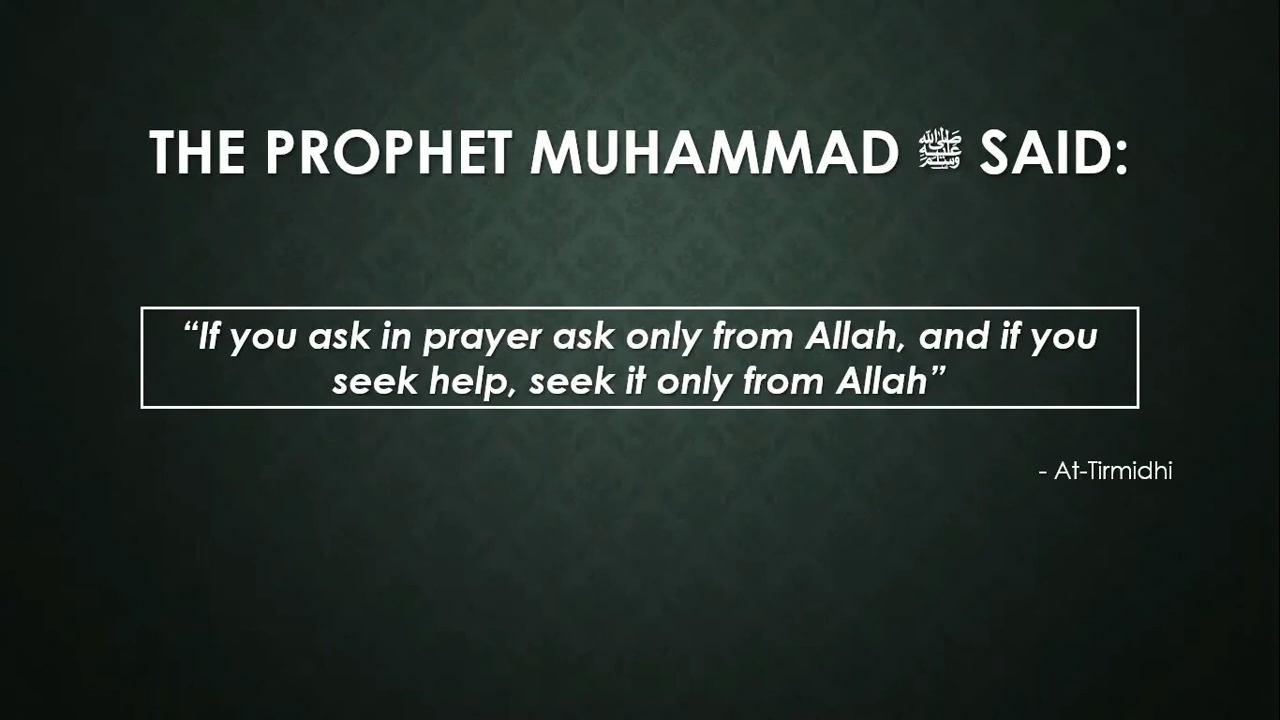 THE PROPHET MUHAMMAD ﷺ SAID:
“If you ask in prayer ask only from Allah, and if you
seek help, seek it only from Allah”
- At-Tirmidhi